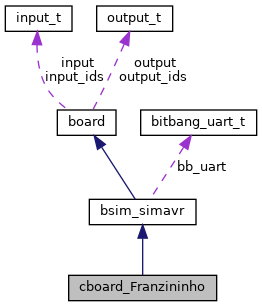 input_t
output_t
input
input_ids
output
output_ids
board
bitbang_uart_t
bb_uart
bsim_simavr
cboard_Franzininho